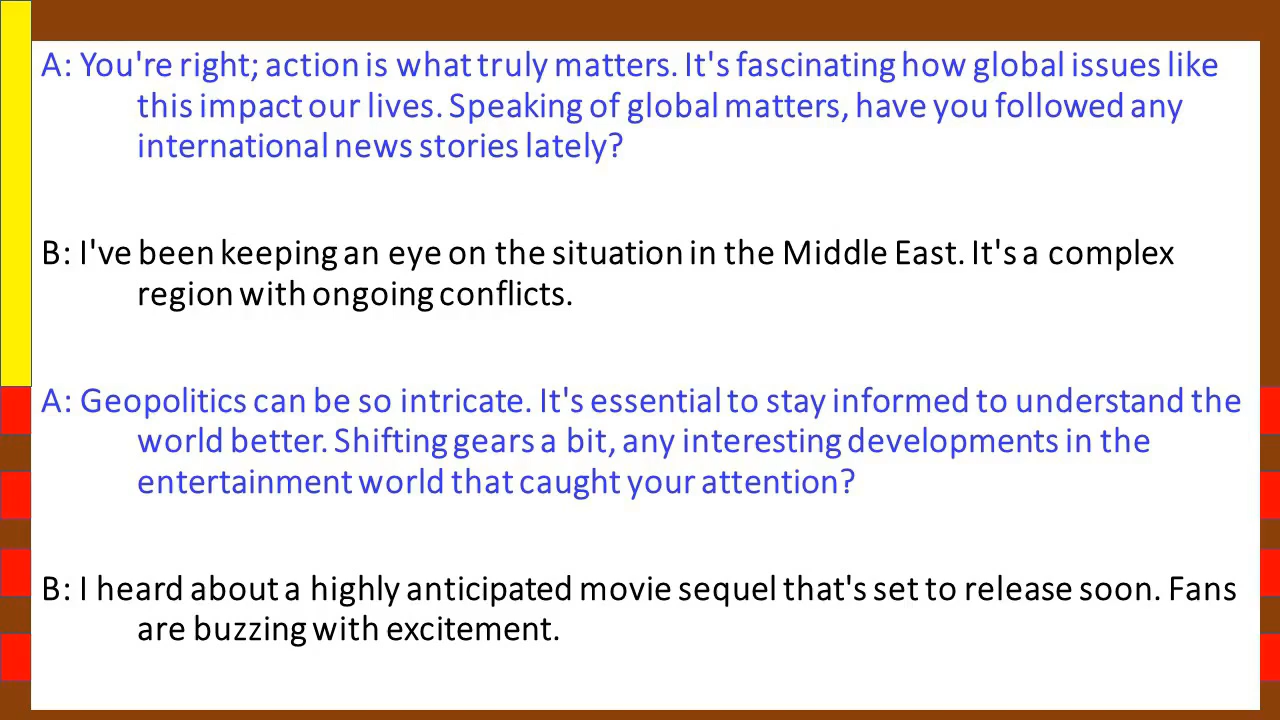 A: You're right; action is what truly matters. It's fascinating how global issues like
this impact our lives. Speaking of global matters, have you followed any
international news stories lately?
B: I've been keeping an eye on the situation in the Middle East. It's a complex
region with ongoing conflicts.
A: Geopolitics can be so intricate. It's essential to stay informed to understand the
world better. Shifting gears a bit, any interesting developments in the
entertainment world that caught your attention?
B: I heard about a highly anticipated movie sequel that's set to release soon. Fans
are buzzing with excitement.